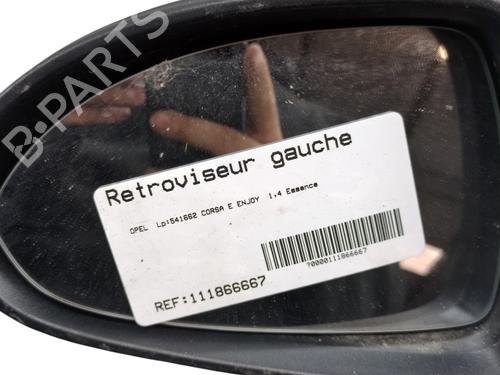 B-PARTS
Retroviseur gauche
OPEL Lp:541662 CORSA E ENJOY 1.4 Essence
70000111866667
REF:111866667